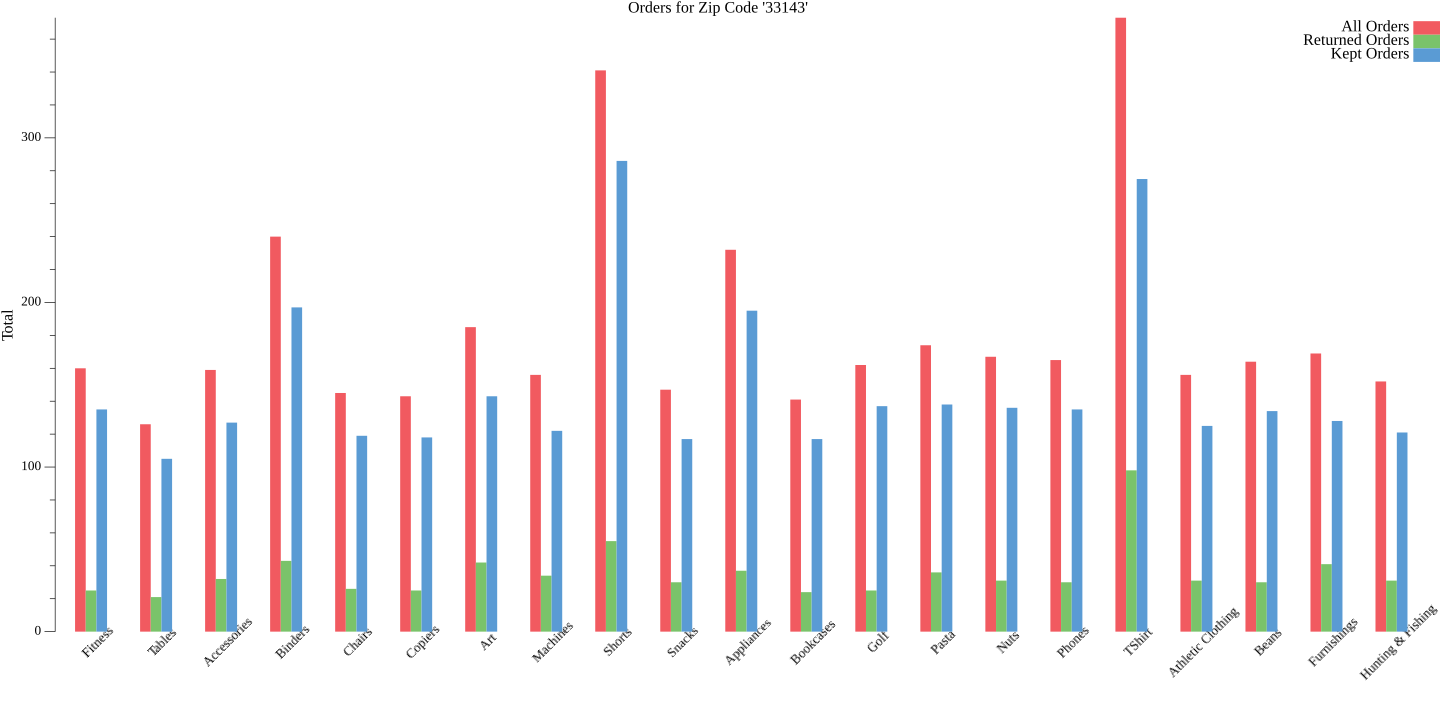 Orders for Zip Code '33143'
All Orders
Returned Orders
Kept Orders
Total
300
200
100
0
Fitness
Tables
Accessories
Binders
Chairs
Copiers
Art
Machines
Shorts
Snacks
Appliances
Bookcases
Golf
Pasta
Nuts
Phones
TShirt
Athletic Clothing
Beans
Furnishings
Hunting & Fishing